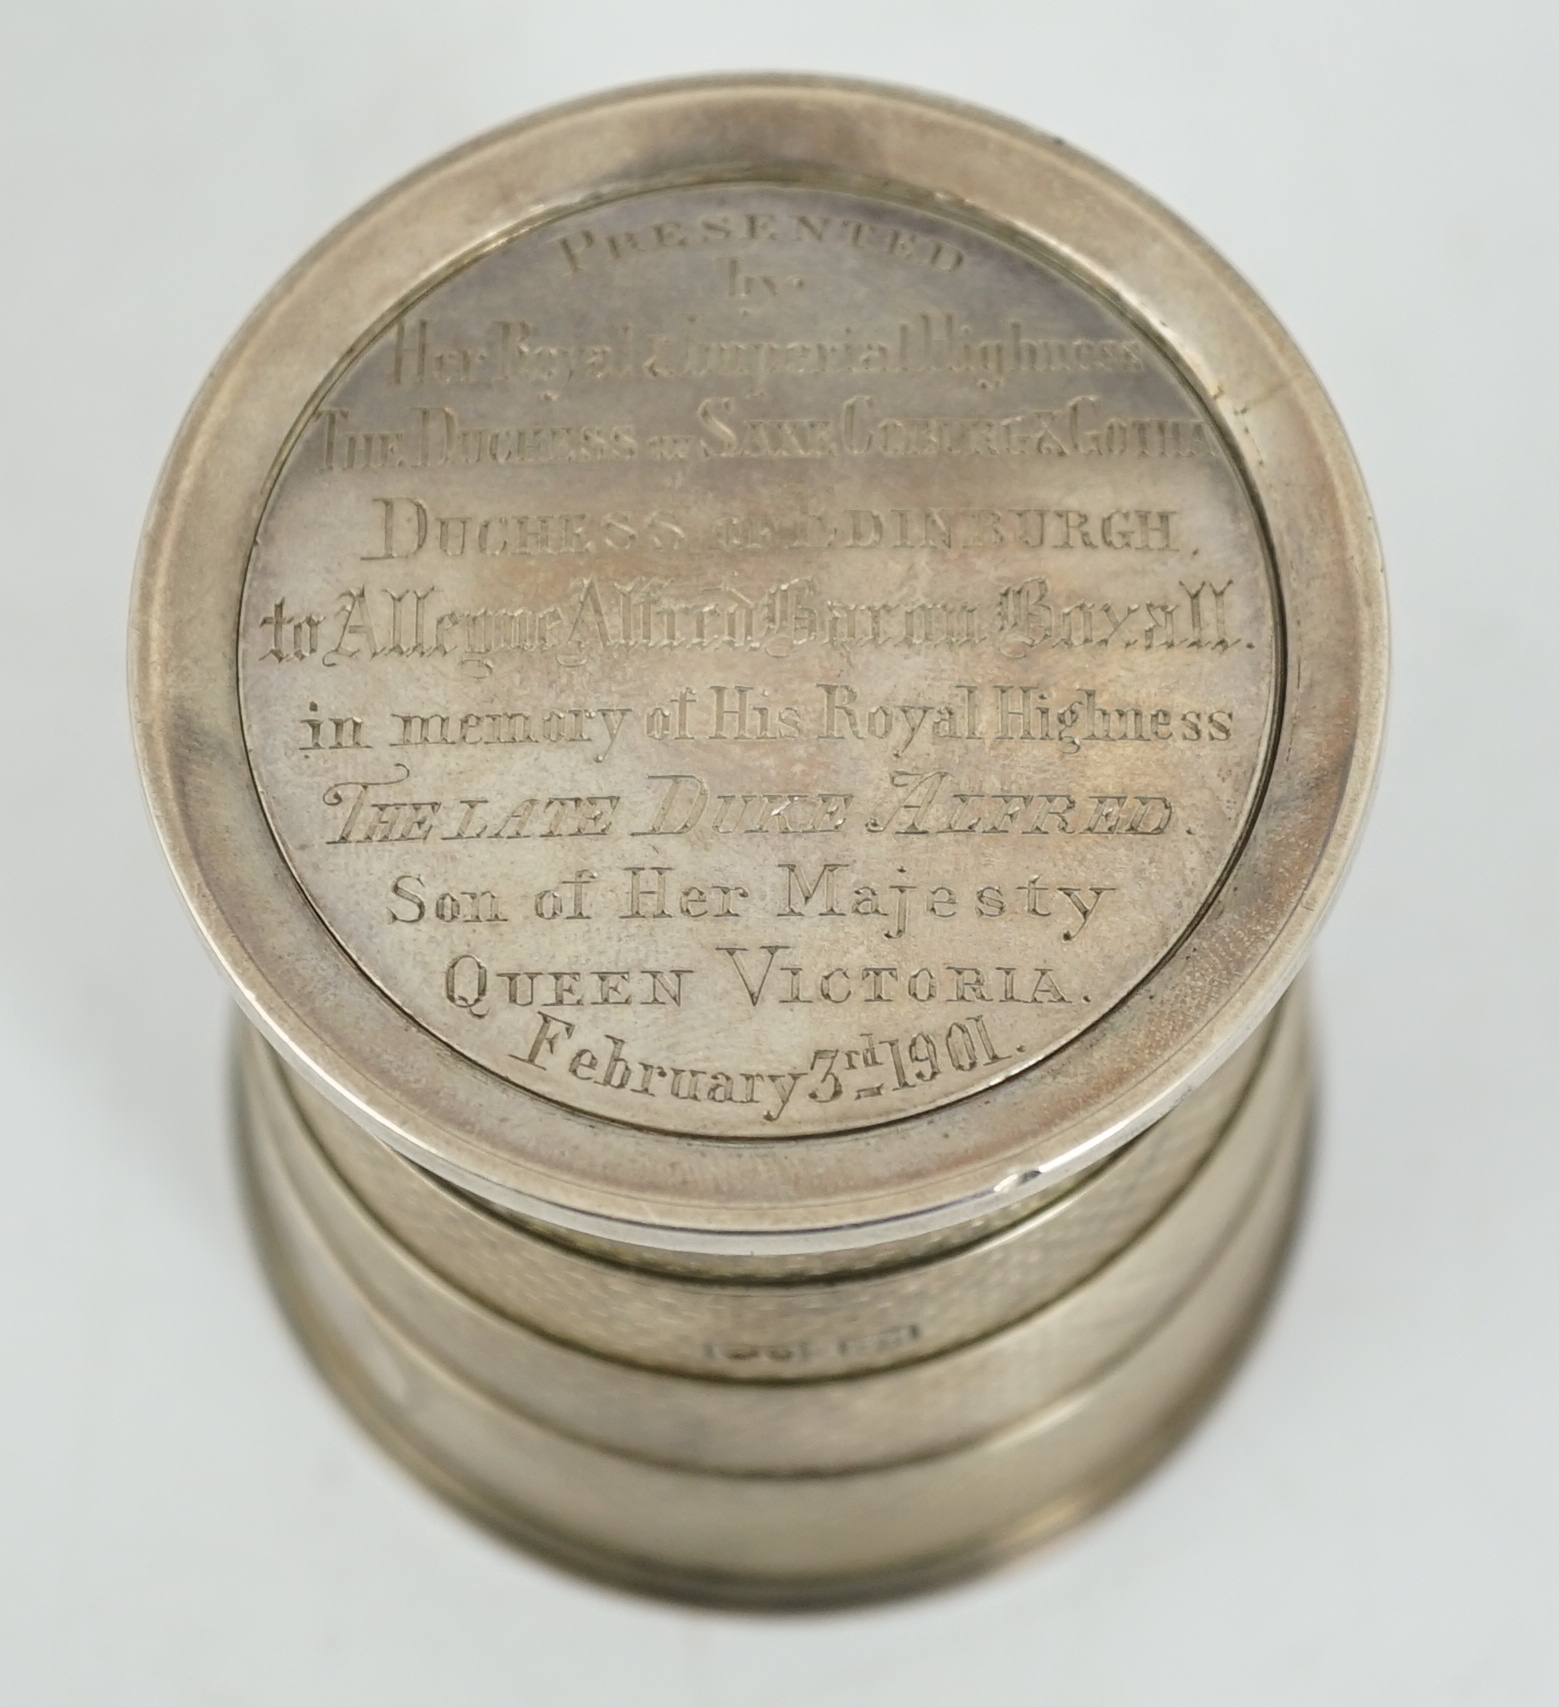 PRESENTED
by
Her Royal & Imperial Highness
THE DUCHESS OF SAXE COBURG & GOTHA
DUCHESS OF EDINBURGH,
to Alleyne Alfred Baron Boxall.
in memory of His Royal Highness
THE LATE DUKE ALFRED.
Son of Her Majesty
QUEEN VICTORIA.
February 3rd 1901.